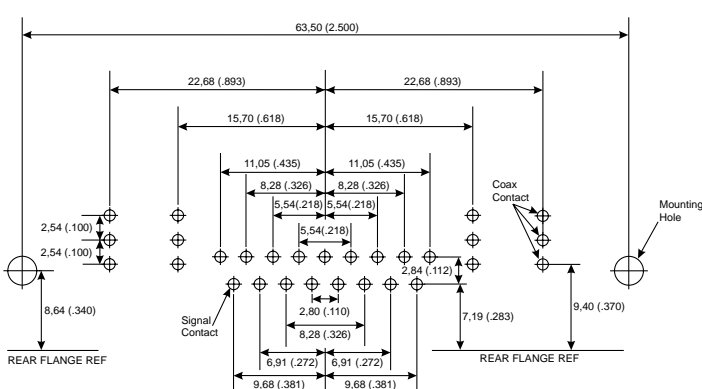 63,50 (2.500)
22,68 (.893) 22,68 (.893)
15,70 (.618) 15,70 (.618)
11,05 (.435) 11,05 (.435)
8,28 (.326) 8,28 (.326)
Coax
Contact
Mounting
Hole
5,54(.218) 5,54(.218)
2,54 (.100)
5,54(.218)
2,54 (.100)
2,84 (.112)
8,64 (.340)
2,80 (.110)
7,19 (.283)
9,40 (.370)
Signal
Contact
8,28 (.326)
REAR FLANGE REF
6,91 (.272) 6,91 (.272)
REAR FLANGE REF
9,68 (.381) 9,68 (.381)